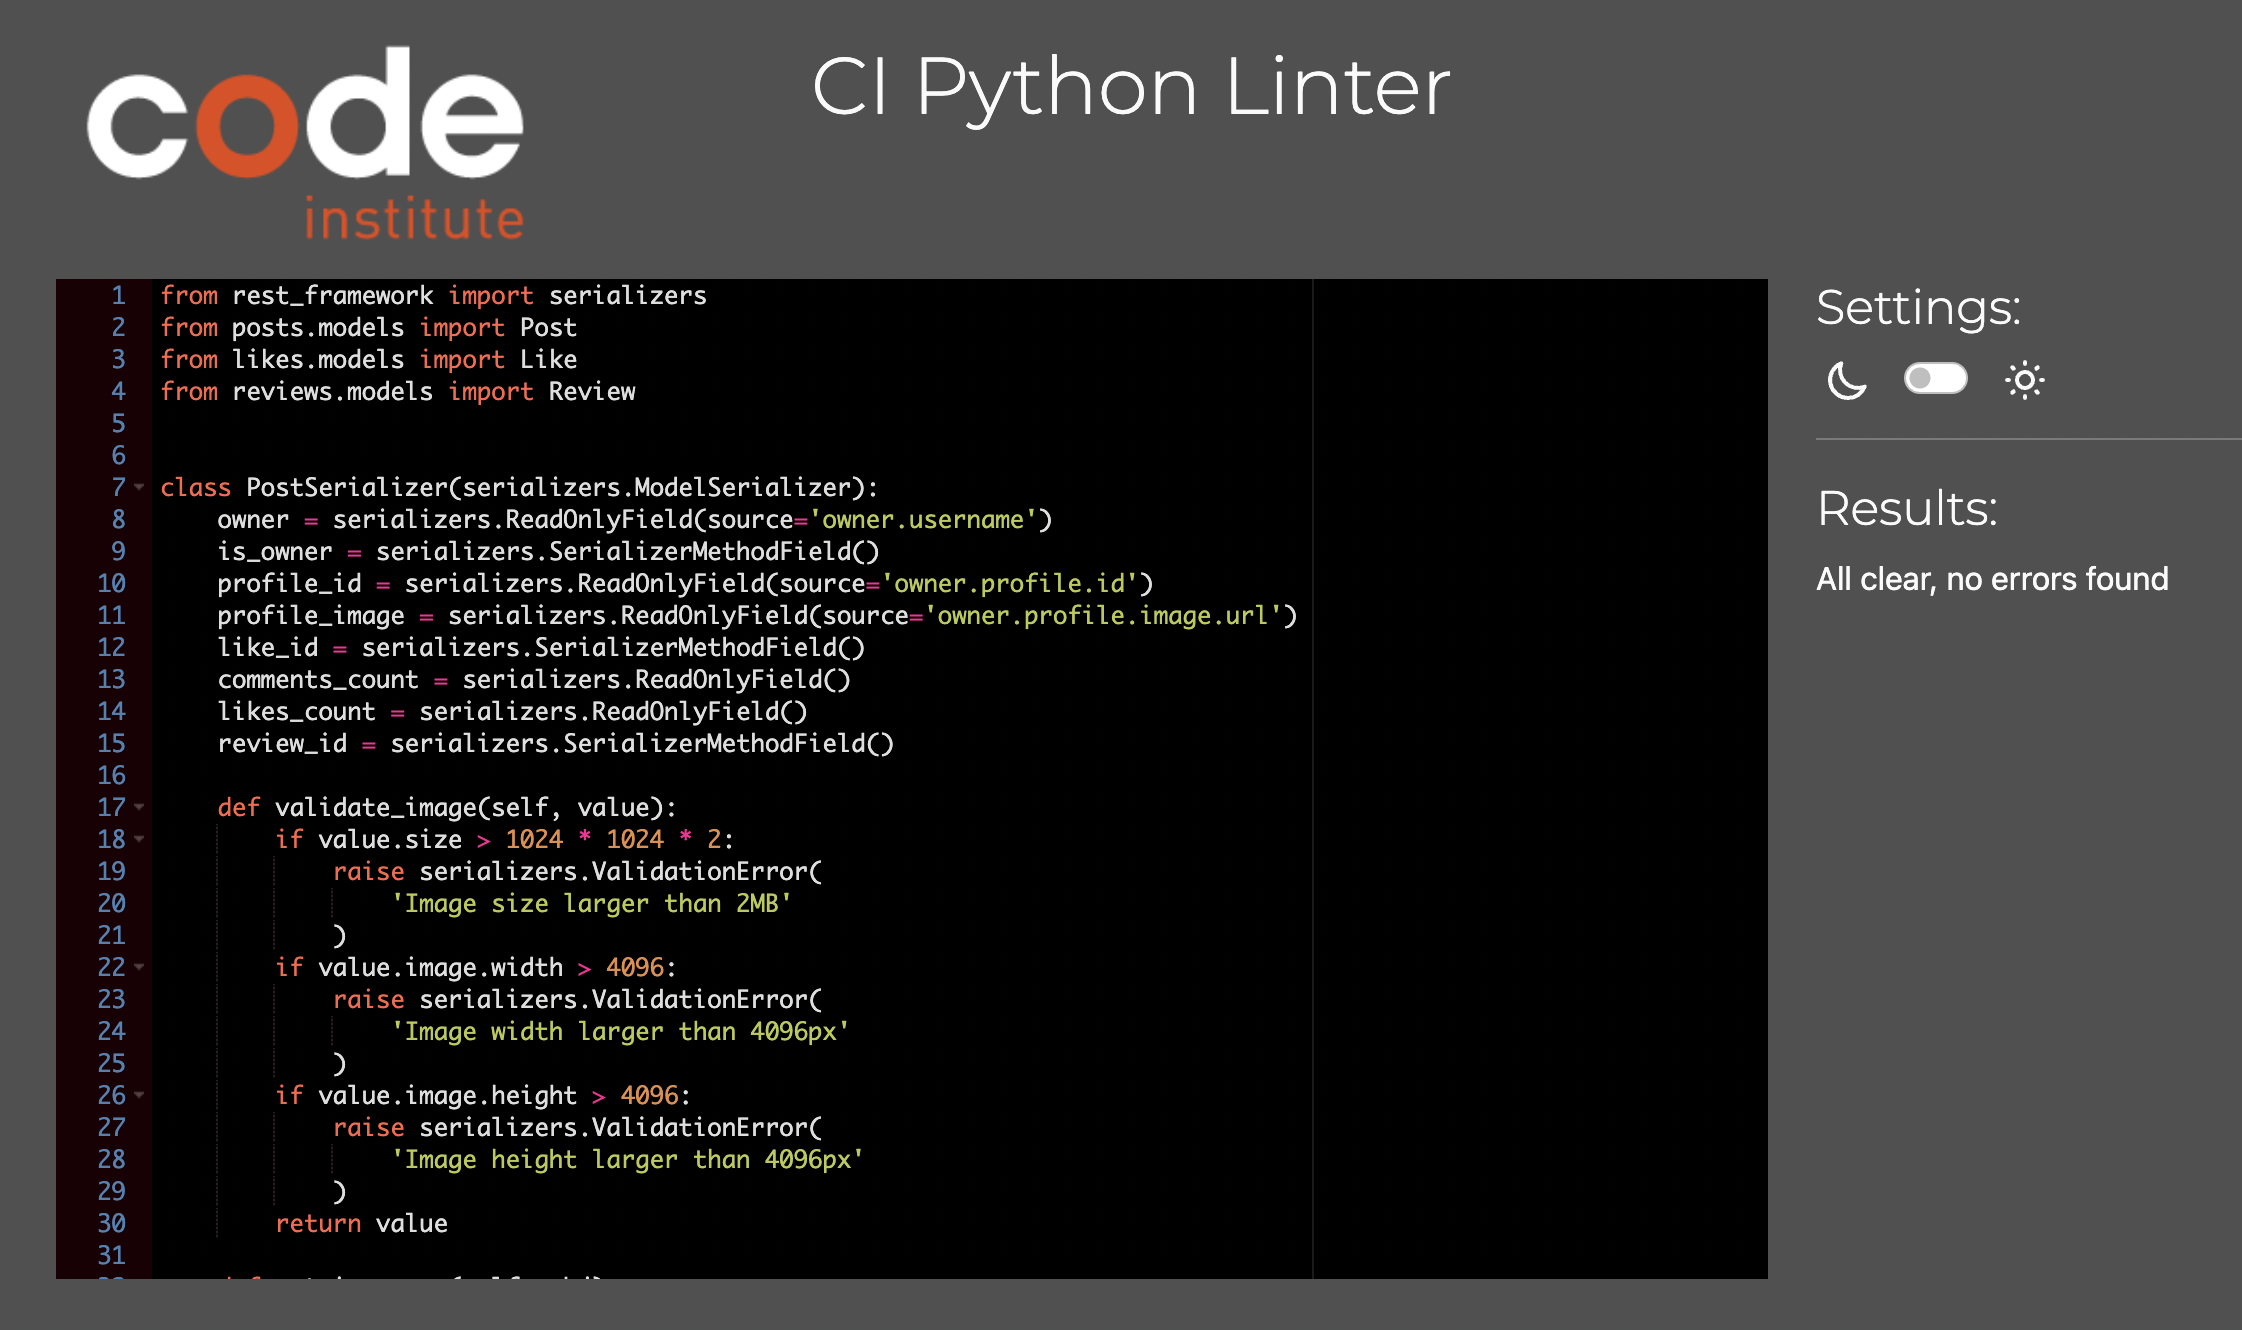 code
institute
CI Python Linter
1 from rest_framework import serializers
2 from posts.models import Post
3 from likes.models import Like
4 from reviews.models import Review
5
6
7 class PostSerializer(serializers.ModelSerializer):
8     owner = serializers.ReadOnlyField(source='owner.username')
9     is_owner = serializers.SerializerMethodField()
10     profile_id = serializers.ReadOnlyField(source='owner.profile.id')
11     profile_image = serializers.ReadOnlyField(source='owner.profile.image.url')
12     like_id = serializers.SerializerMethodField()
13     comments_count = serializers.ReadOnlyField()
14     likes_count = serializers.ReadOnlyField()
15     review_id = serializers.SerializerMethodField()
16
17     def validate_image(self, value):
18         if value.size > 1024 * 1024 * 2:
19             raise serializers.ValidationError(
20                 'Image size larger than 2MB'
21             )
22         if value.image.width > 4096:
23             raise serializers.ValidationError(
24                 'Image width larger than 4096px'
25             )
26         if value.image.height > 4096:
27             raise serializers.ValidationError(
28                 'Image height larger than 4096px'
29             )
30         return value
31
Settings:
Results:
All clear, no errors found